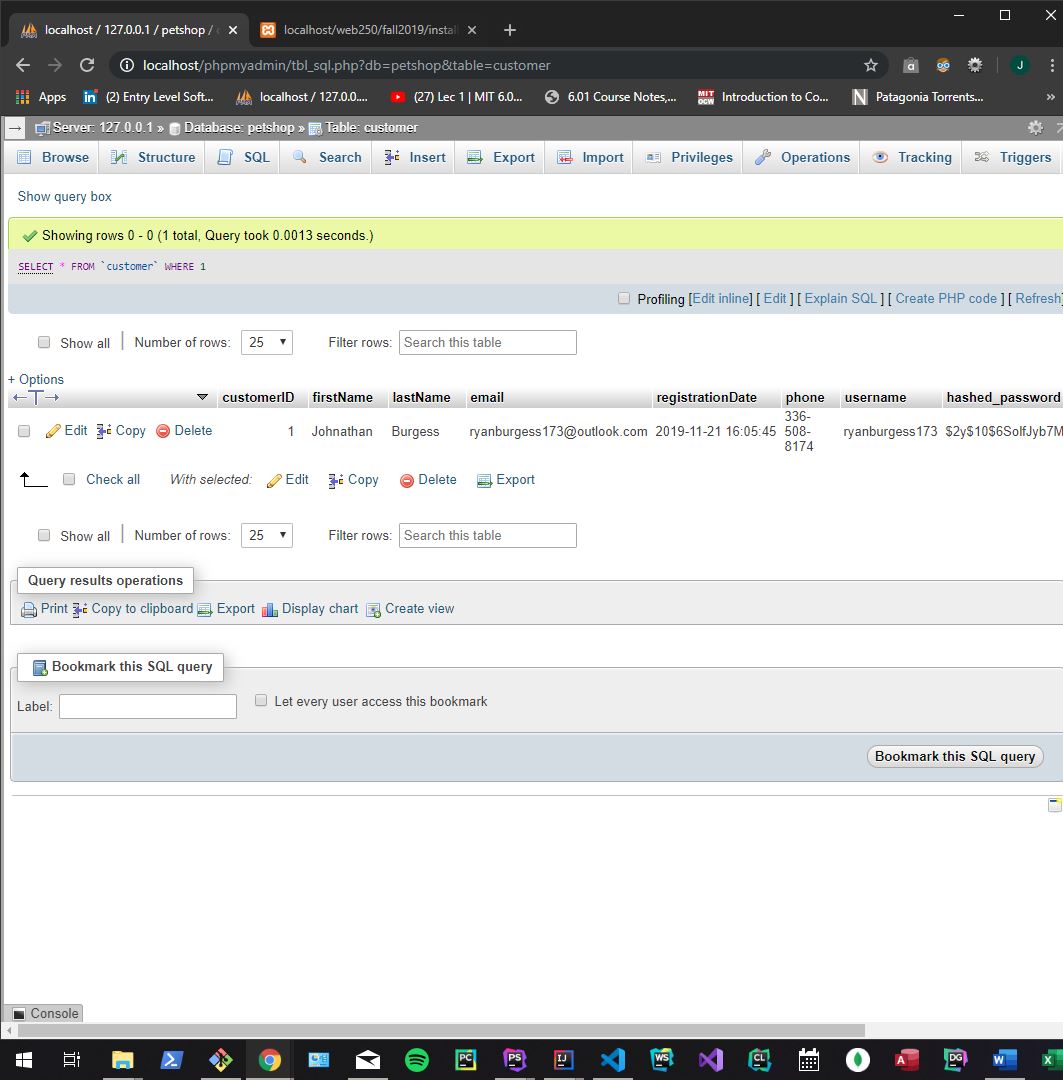 localhost / 127.0.0.1 / petshop /
localhost/web250/fall2019/instal
localhost/phpmyadmin/tbl_sql.php?db=petshop&table=customer
J
Apps (2) Entry Level Soft... localhost / 127.0.0.... (27) Lec 1 | MIT 6.0... 6.01 Course Notes,... MIT OCW Introduction to Co... N Patagonia Torrents... »
Server: 127.0.0.1 » Database: petshop » Table: customer
Browse Structure SQL Search Insert Export Import Privileges Operations Tracking Triggers
Show query box
Showing rows 0 - 0 (1 total, Query took 0.0013 seconds.)
SELECT * FROM `customer` WHERE 1
Profiling [Edit inline] [ Edit ] [ Explain SQL ] [ Create PHP code ] [ Refresh]
Show all | Number of rows: 25 Filter rows: Search this table
+ Options
←T→ customerID firstName lastName email registrationDate phone username hashed_password
Edit Copy Delete 1 Johnathan Burgess ryanburgess173@outlook.com 2019-11-21 16:05:45 336-508-8174 ryanburgess173
Check all With selected: Edit Copy Delete Export
Show all | Number of rows: 25 Filter rows: Search this table
Query results operations
Print Copy to clipboard Export Display chart Create view
Bookmark this SQL query
Label: Let every user access this bookmark
Bookmark this SQL query
Console
PC PS IJ WS CL A DG W X